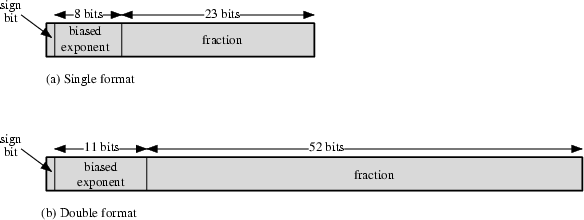 sign
bit
8 bits
23 bits
biased
exponent
fraction
(a) Single format
sign
bit
11 bits
52 bits
biased
exponent
fraction
(b) Double format